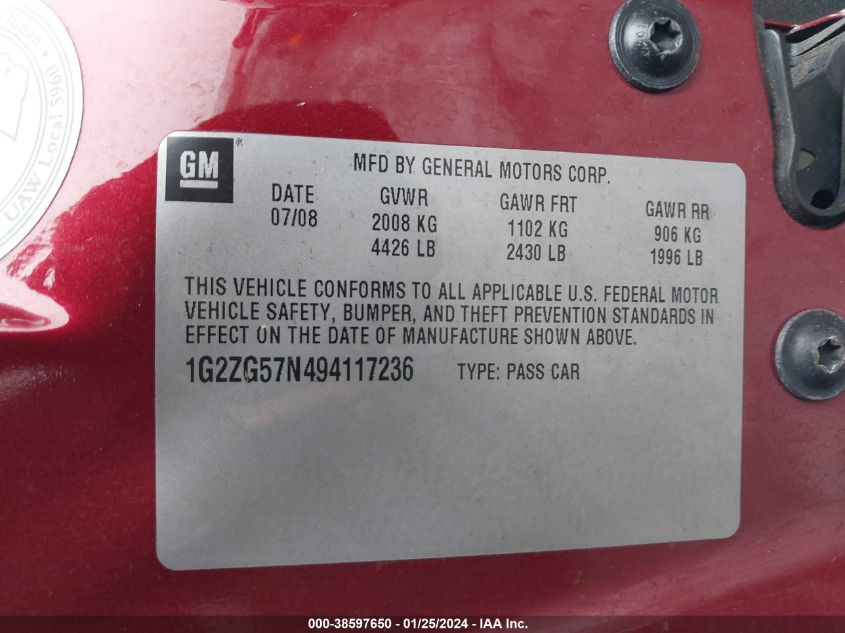 UAW Local 5960
GM®
MFD BY GENERAL MOTORS CORP.
DATE GVWR GAWR FRT GAWR RR
07/08 2008 KG 1102 KG 906 KG
4426 LB 2430 LB 1996 LB
THIS VEHICLE CONFORMS TO ALL APPLICABLE U.S. FEDERAL MOTOR
VEHICLE SAFETY, BUMPER, AND THEFT PREVENTION STANDARDS IN
EFFECT ON THE DATE OF MANUFACTURE SHOWN ABOVE.
1G2ZG57N494117236 TYPE: PASS CAR
000-38597650 - 01/25/2024 - IAA Inc.